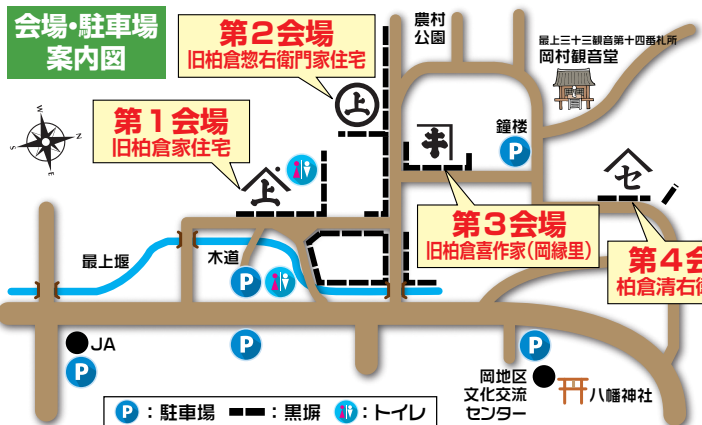 会場・駐車場
案内図
第2会場
旧柏倉惣右衛門家住宅
農村
公園
最上三十三観音第十四番札所
岡村観音堂
上
第1会場
旧柏倉家住宅
W
N
S
E
上
キ
鐘楼
P
セ
第3会場
旧柏倉喜作家(岡縁里)
第4会
柏倉清右衛
最上堰
木道
P
JA
P
P
P
岡地区
文化交流
センター
八幡神社
P:駐車場 :黒塀 :トイレ